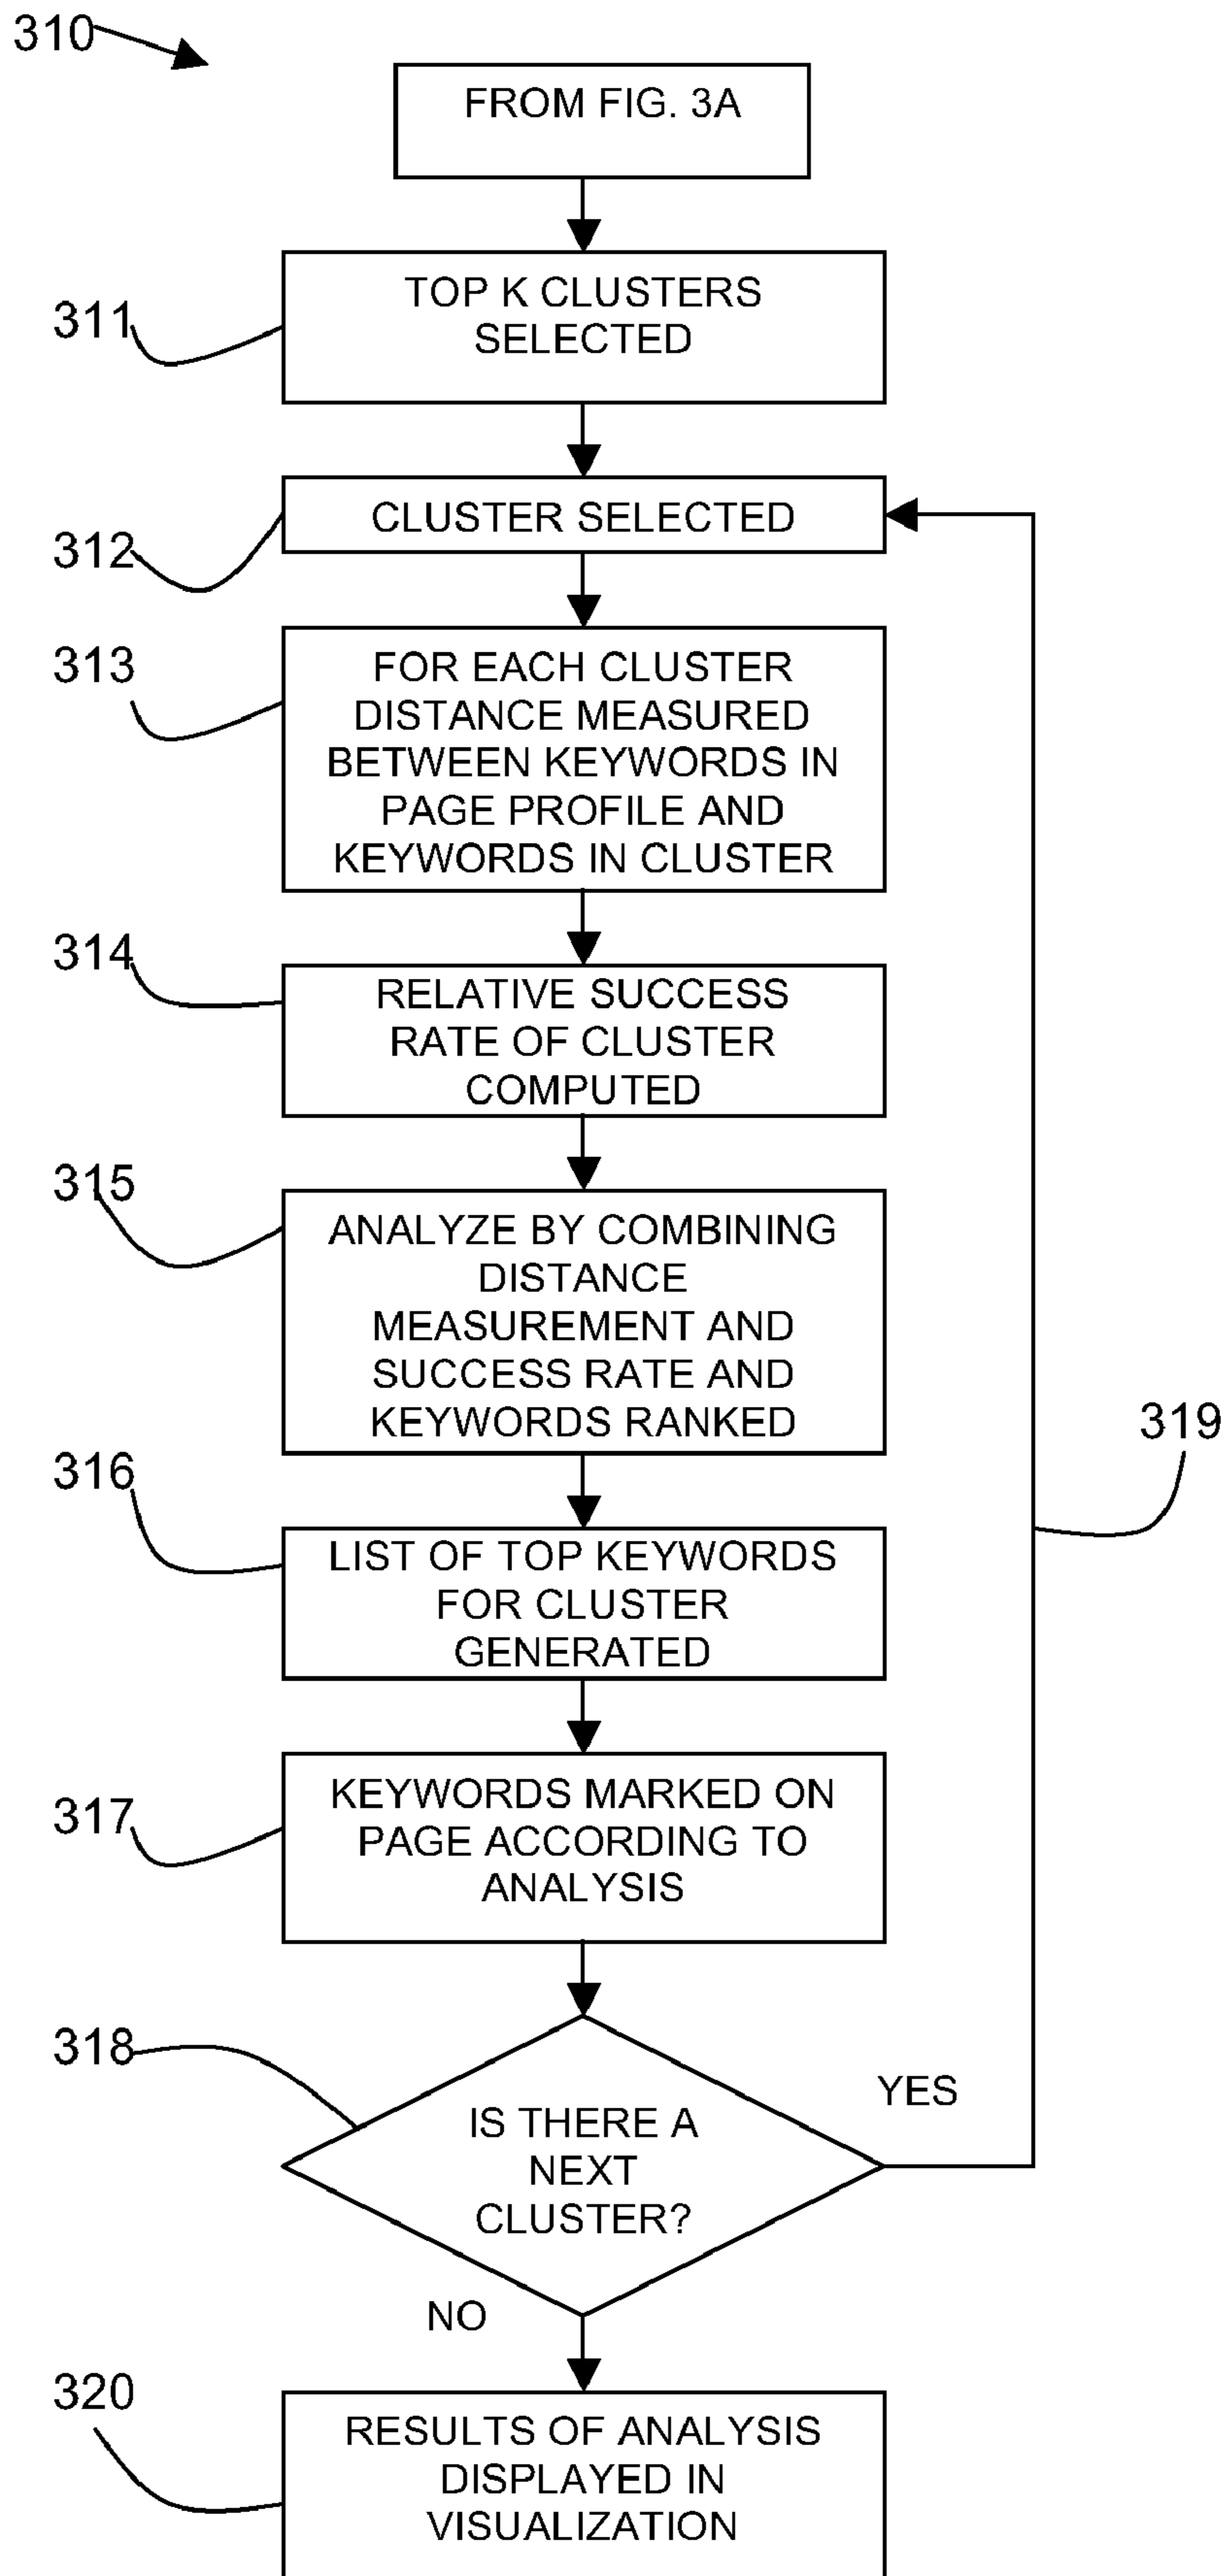 310
FROM FIG. 3A
311
TOP K CLUSTERS
SELECTED
312
CLUSTER SELECTED
313
FOR EACH CLUSTER
DISTANCE MEASURED
BETWEEN KEYWORDS IN
PAGE PROFILE AND
KEYWORDS IN CLUSTER
314
RELATIVE SUCCESS
RATE OF CLUSTER
COMPUTED
315
ANALYZE BY COMBINING
DISTANCE
MEASUREMENT AND
SUCCESS RATE AND
KEYWORDS RANKED
319
316
LIST OF TOP KEYWORDS
FOR CLUSTER
GENERATED
317
KEYWORDS MARKED ON
PAGE ACCORDING TO
ANALYSIS
318
YES
IS THERE A
NEXT
CLUSTER?
NO
320
RESULTS OF ANALYSIS
DISPLAYED IN
VISUALIZATION